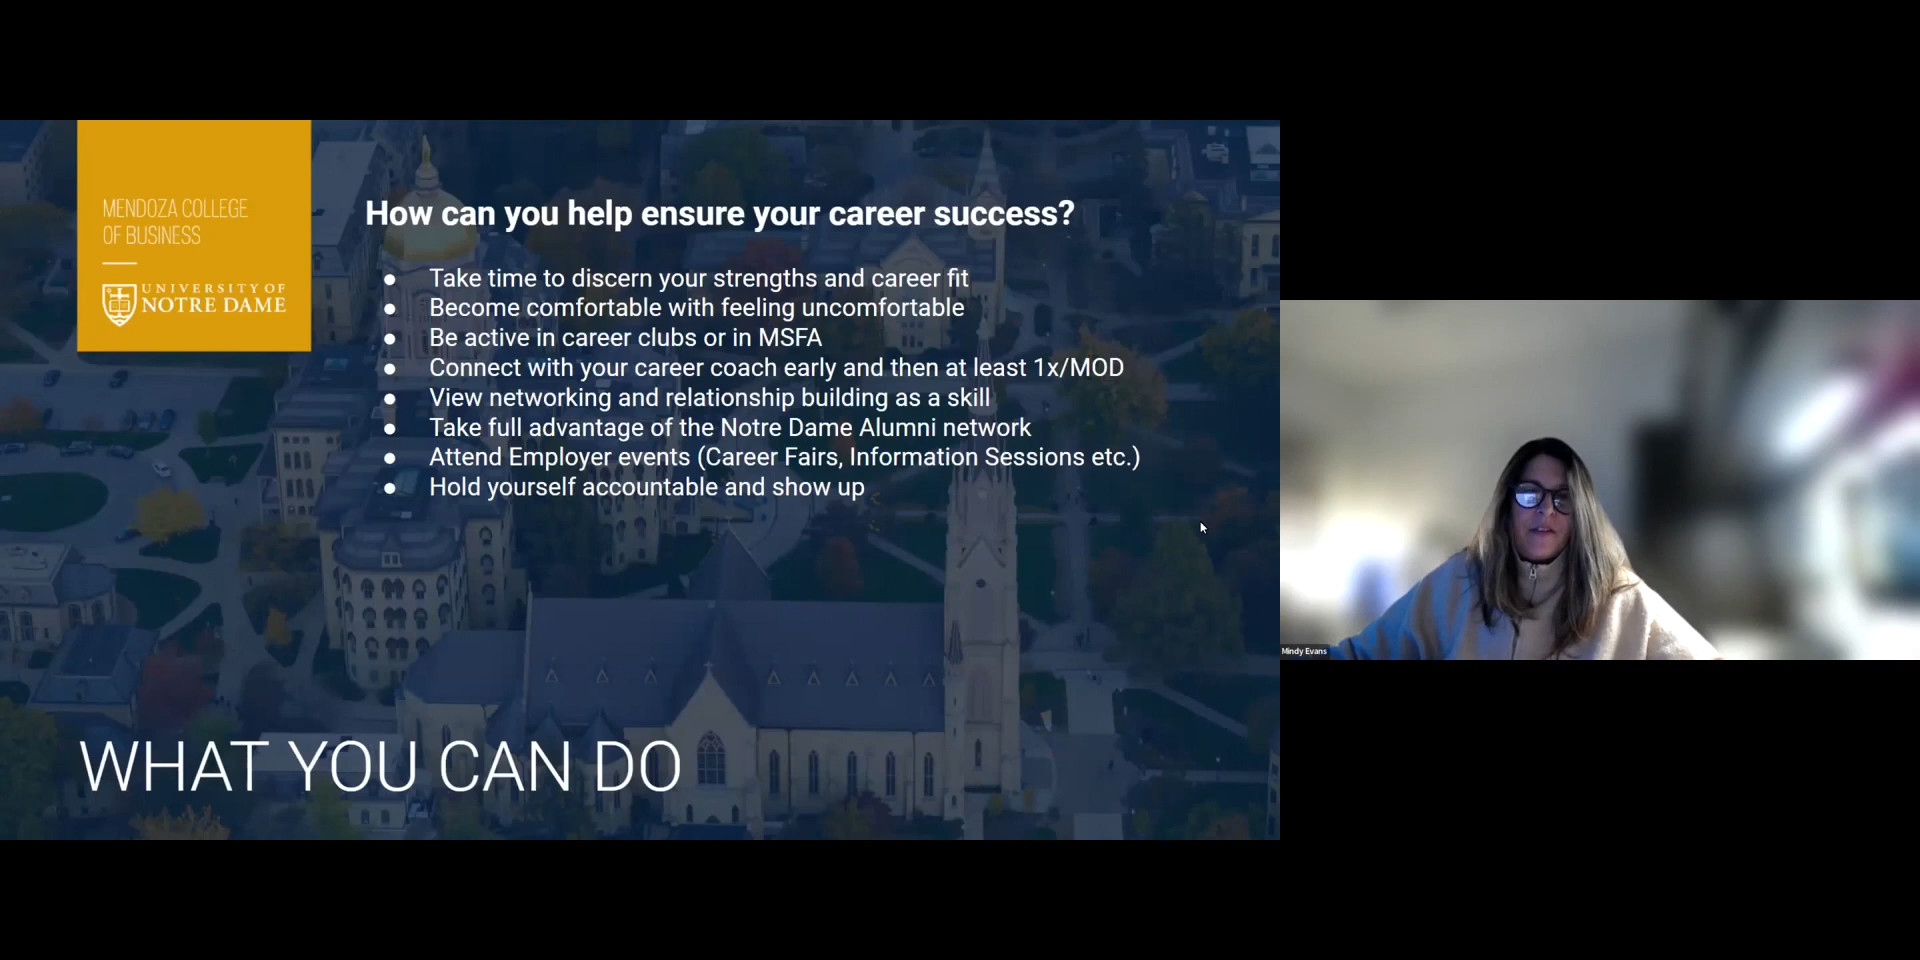 MENDOZA COLLEGE
OF BUSINESS
UNIVERSITY OF
NOTRE DAME
How can you help ensure your career success?
● Take time to discern your strengths and career fit
● Become comfortable with feeling uncomfortable
● Be active in career clubs or in MSFA
● Connect with your career coach early and then at least 1x/MOD
● View networking and relationship building as a skill
● Take full advantage of the Notre Dame Alumni network
● Attend Employer events (Career Fairs, Information Sessions etc.)
● Hold yourself accountable and show up
WHAT YOU CAN DO
Mindy Evans